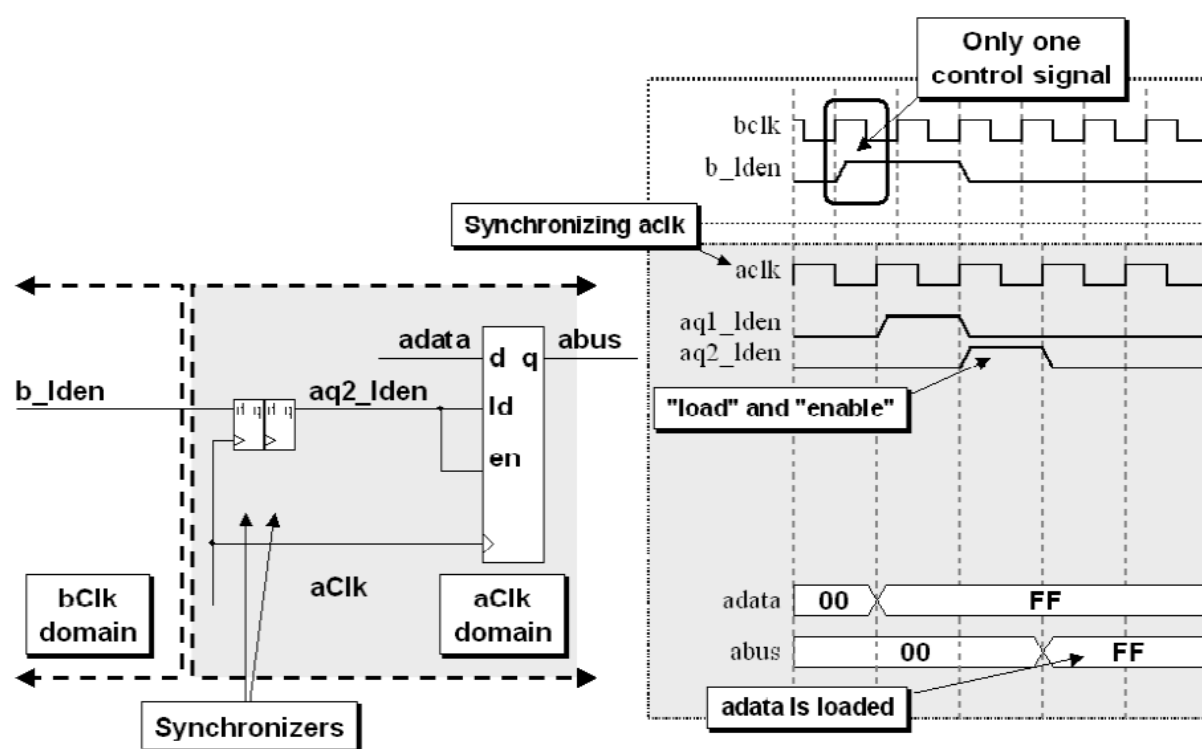 Only one
control signal
bclk
b_lden
Synchronizing aclk
aclk
aq1_lden
aq2_lden
"load" and "enable"
adata
abus
d q
b_lden
aq2_lden
ld
en
aClk
bClk
domain
aClk
domain
Synchronizers
adata
00
FF
abus
00
FF
adata Is loaded